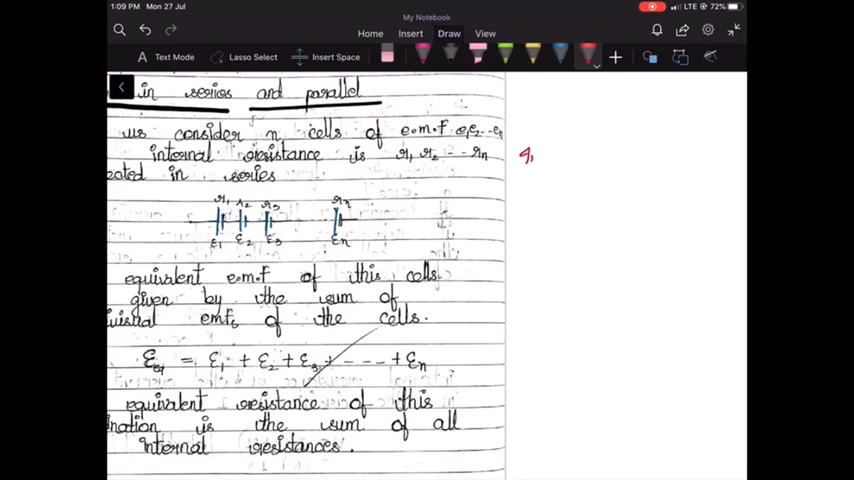 1:09 PM Mon 27 Jul
LTE 72%
My Notebook
Home Insert Draw View
Text Mode Lasso Select Insert Space
in series and parallel
us consider n cells of e.m.f e1e2...en
internal resistance is r1 r2 -- rn
in series
r1 r2 r3 rn
ε1 ε2 ε3 εn
equivalent e.m.f of this cells
given by the sum of
emfs of the cells.
εeq = ε1 + ε2 + ε3 + --- + εn
equivalent resistance of this
nation is the sum of all
internal resistances.